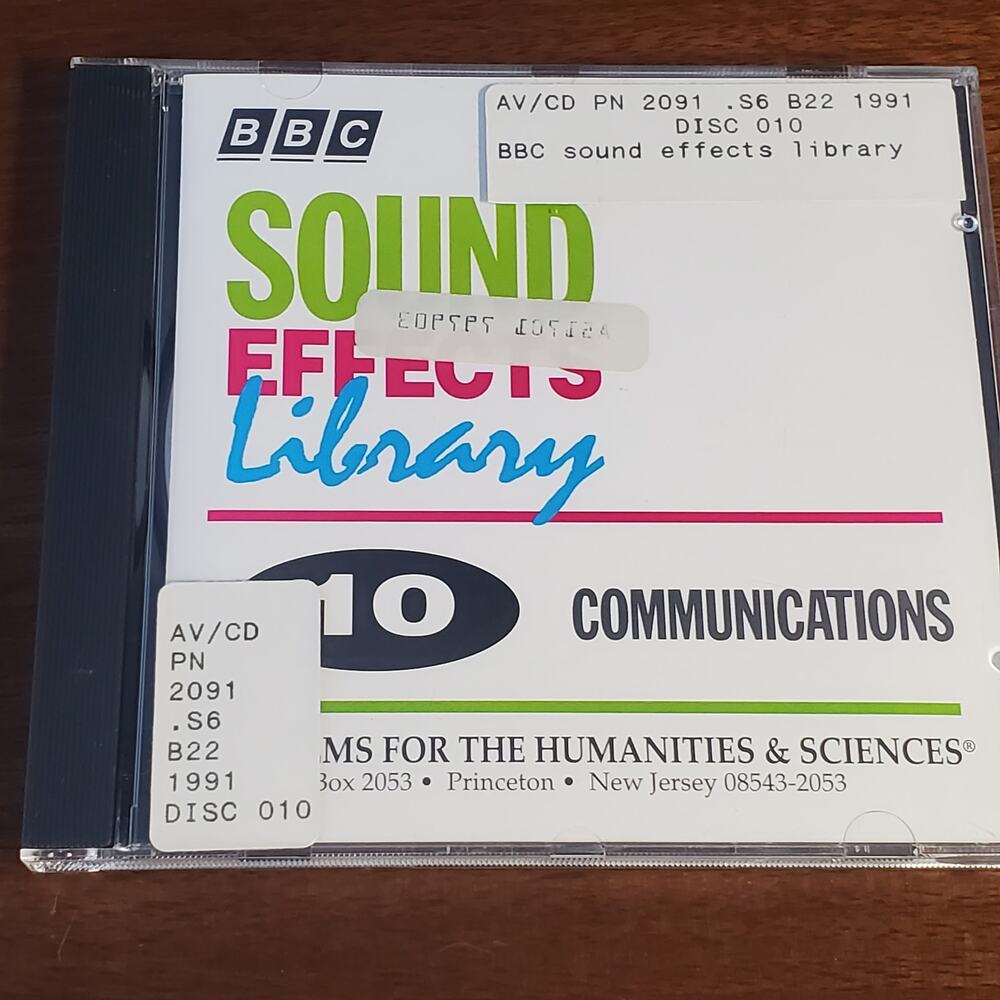 BBC
AV/CD PN 2091 .S6 B22 1991
DISC 010
BBC sound effects library
SOUND
EFFECTS
Library
10
COMMUNICATIONS
AV/CD
PN
2091
.S6
B22
1991
DISC 010
FOR THE HUMANITIES & SCIENCES®
Box 2053 • Princeton • New Jersey 08543-2053